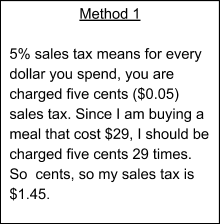 Method 1
5% sales tax means for every
dollar you spend, you are
charged five cents ($0.05)
sales tax. Since I am buying a
meal that cost $29, I should be
charged five cents 29 times.
So  cents, so my sales tax is
$1.45.